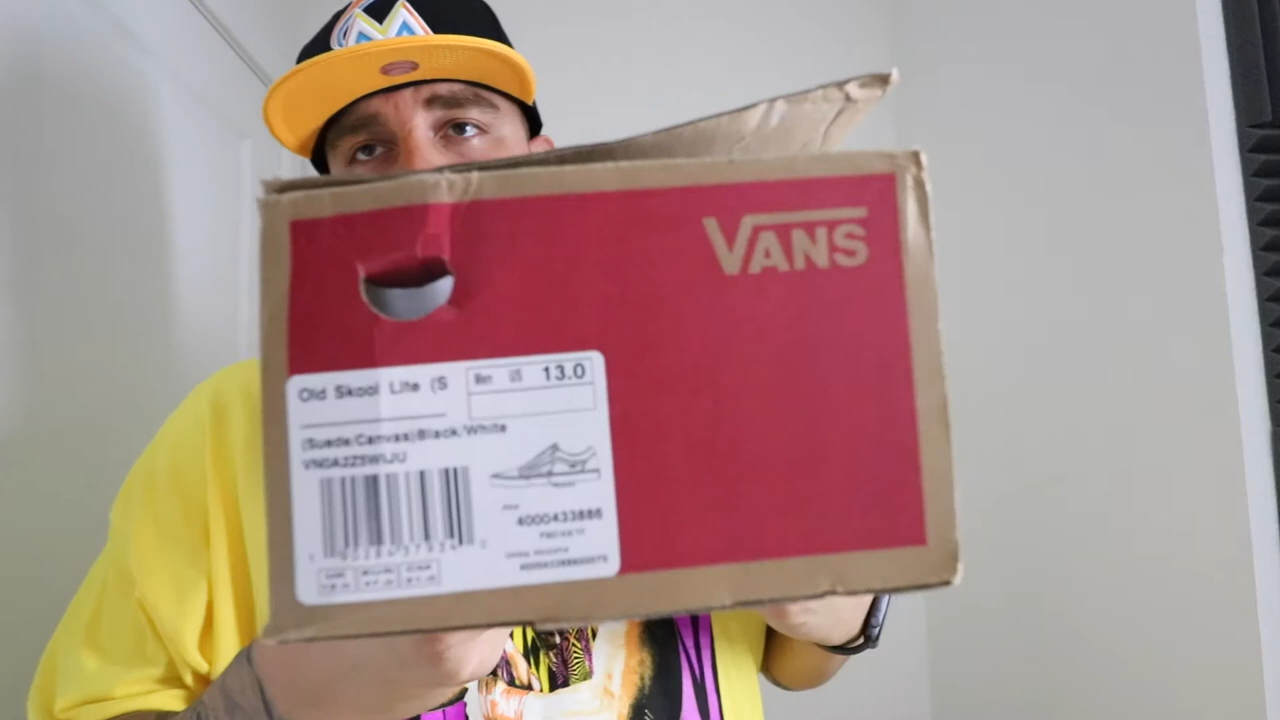 VANS
Old Skool Lite (S
Men US 13.0
(Suede/Canvas)Black/White
VN0A2Z5WIJU
4000433886